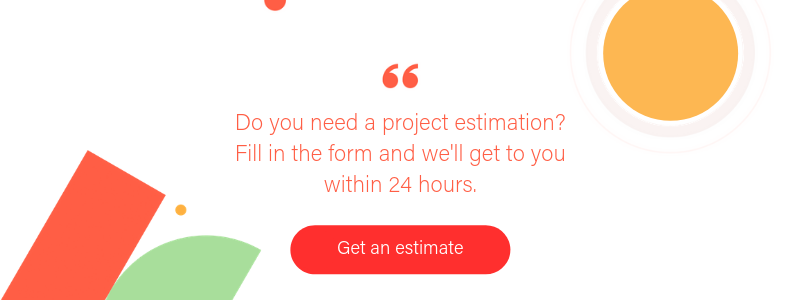 “
Do you need a project estimation?
Fill in the form and we'll get to you
within 24 hours.
Get an estimate